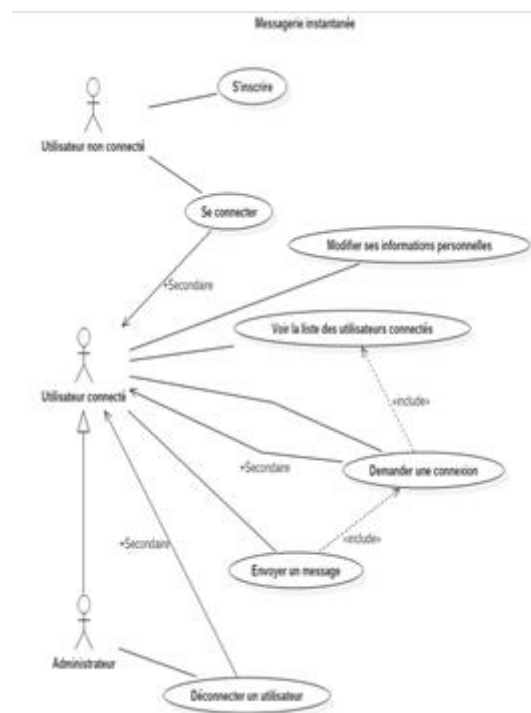 Messagerie instantanée
S'inscrire
Utilisateur non connecté
Se connecter
Modifier ses informations personnelles
+Secondaire
Voir la liste des utilisateurs connectés
Utilisateur connecté
«include»
+Secondaire
Demander une connexion
+Secondaire
«include»
Envoyer un message
Administrateur
Déconnecter un utilisateur